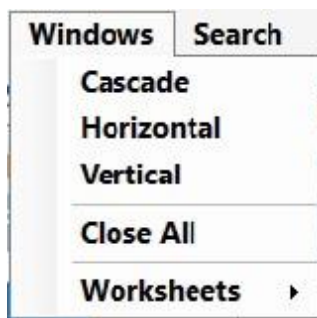 Windows Search
Cascade
Horizontal
Vertical
Close All
Worksheets